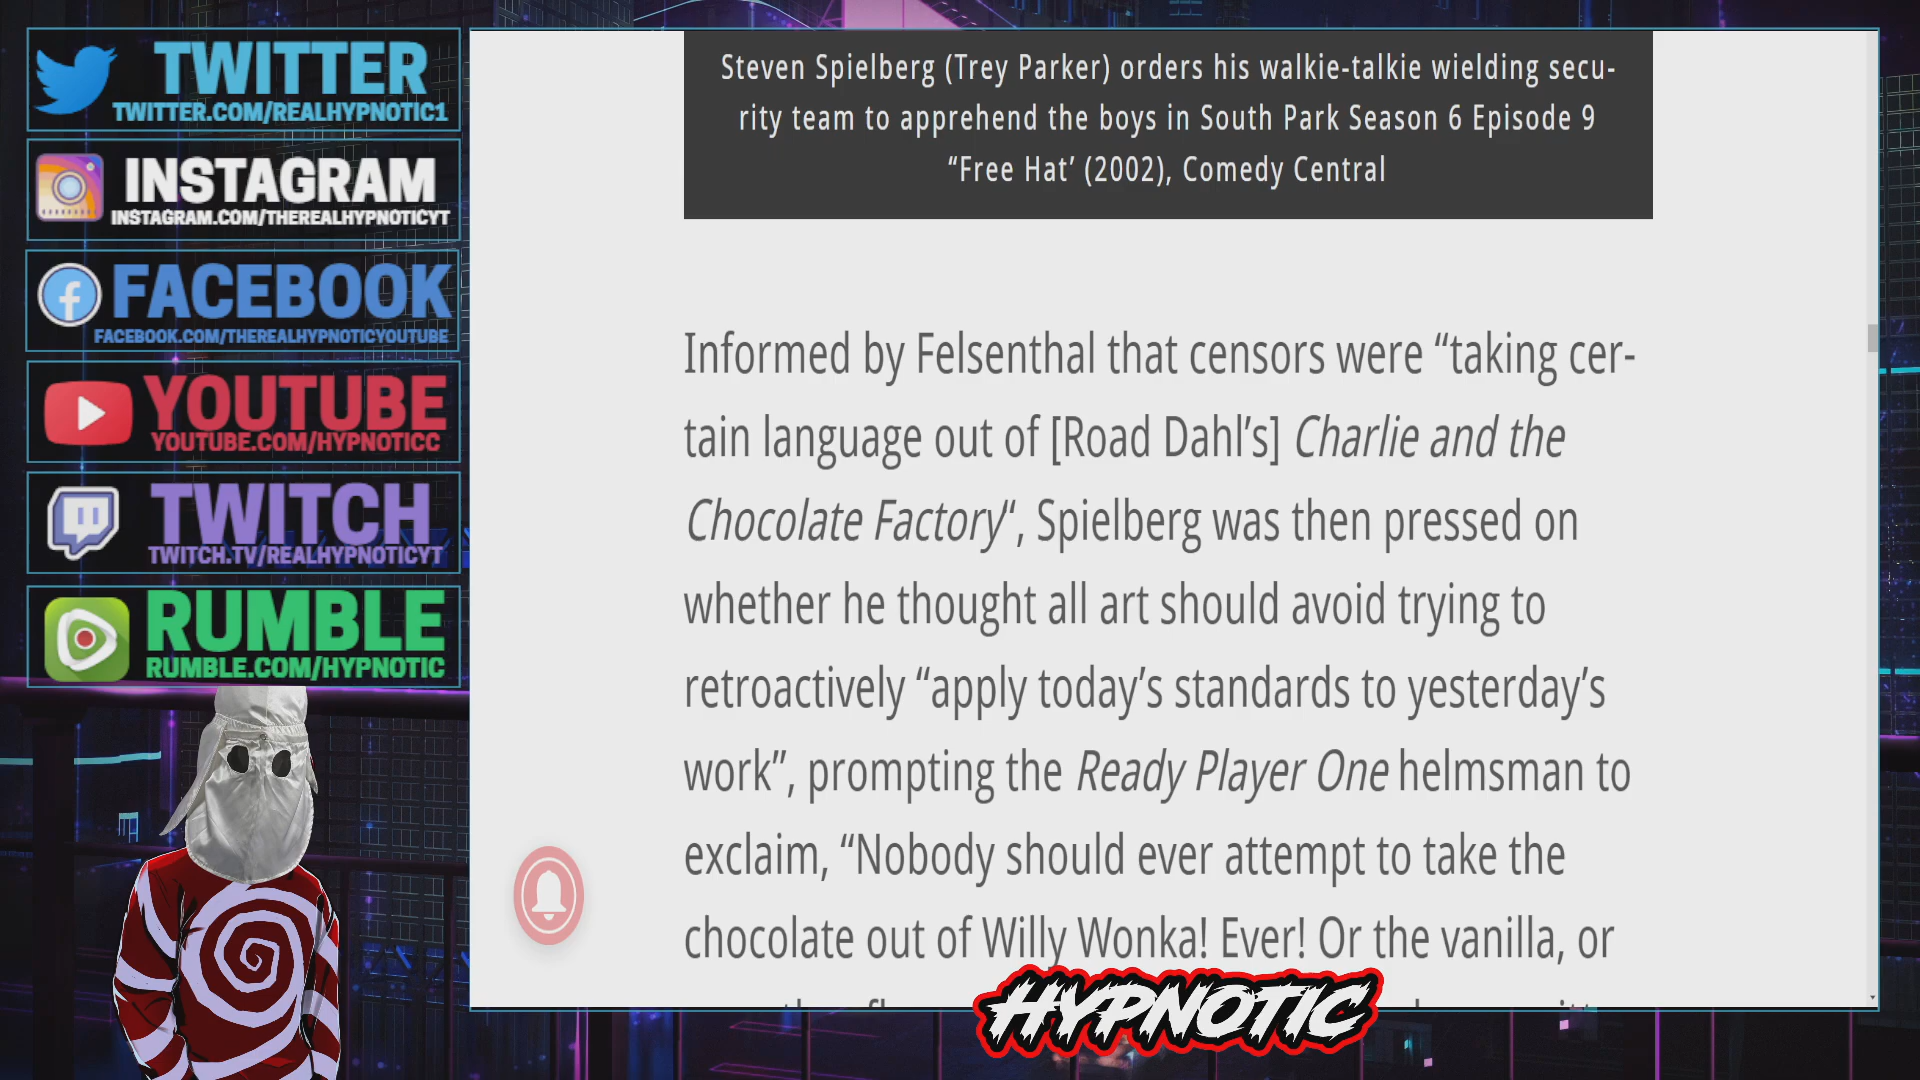 TWITTER
TWITTER.COM/REALHYPNOTIC1
INSTAGRAM
INSTAGRAM.COM/THEREALHYPNOTICYT
FACEBOOK
FACEBOOK.COM/THEREALHYPNOTICYOUTUBE
YOUTUBE
YOUTUBE.COM/HYPNOTICC
TWITCH
TWITCH.TV/REALHYPNOTICYT
RUMBLE
RUMBLE.COM/HYPNOTIC
Steven Spielberg (Trey Parker) orders his walkie-talkie wielding secu-
rity team to apprehend the boys in South Park Season 6 Episode 9
“Free Hat’ (2002), Comedy Central
Informed by Felsenthal that censors were “taking cer-
tain language out of [Road Dahl’s] Charlie and the
Chocolate Factory“, Spielberg was then pressed on
whether he thought all art should avoid trying to
retroactively “apply today’s standards to yesterday’s
work”, prompting the Ready Player One helmsman to
exclaim, “Nobody should ever attempt to take the
chocolate out of Willy Wonka! Ever! Or the vanilla, or
HYPNOTIC